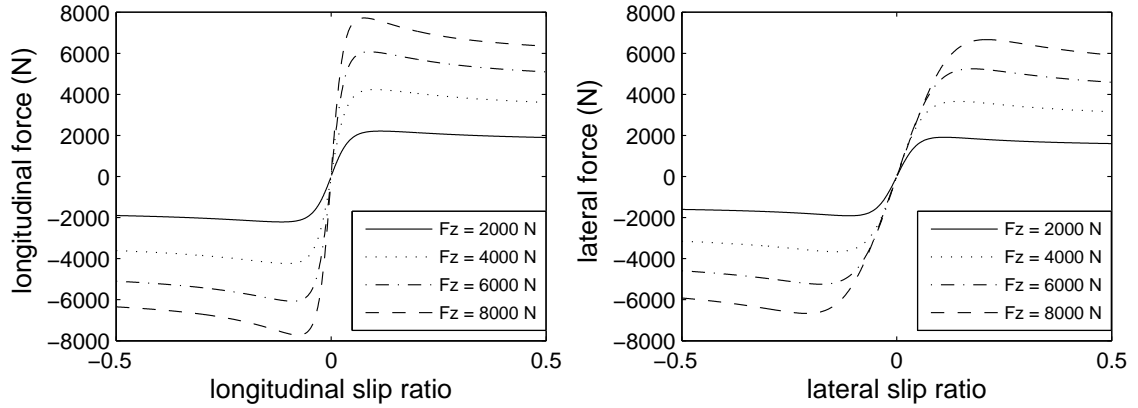 longitudinal force (N)
8000
6000
4000
2000
0
−2000
−4000
−6000
−8000
−0.5
0
0.5
longitudinal slip ratio
Fz = 2000 N
Fz = 4000 N
Fz = 6000 N
Fz = 8000 N
lateral force (N)
8000
6000
4000
2000
0
−2000
−4000
−6000
−8000
−0.5
0
0.5
lateral slip ratio
Fz = 2000 N
Fz = 4000 N
Fz = 6000 N
Fz = 8000 N